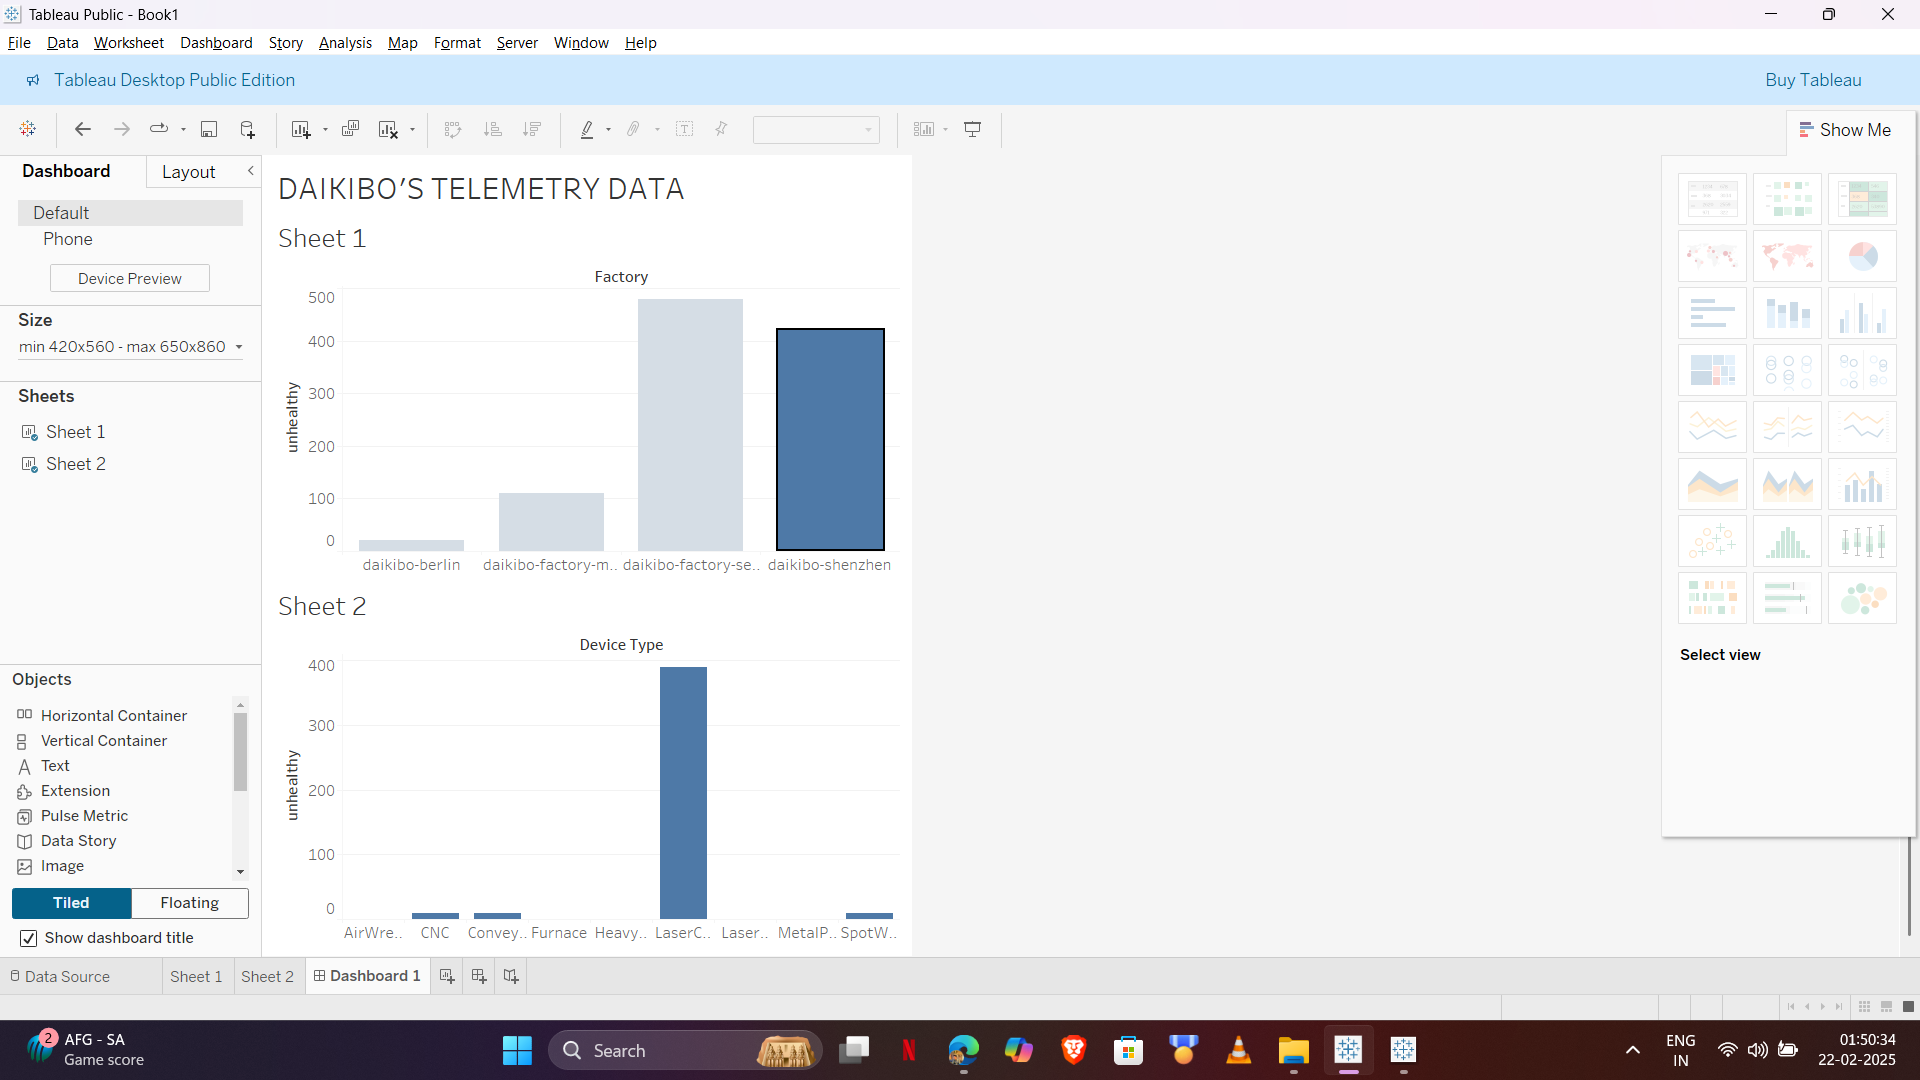 Tableau Public - Book1
File Data Worksheet Dashboard Story Analysis Map Format Server Window Help
Tableau Desktop Public Edition
Buy Tableau
Show Me
Dashboard Layout
Default
Phone
Device Preview
Size
min 420x560 - max 650x860
Sheets
Sheet 1
Sheet 2
Objects
Horizontal Container
Vertical Container
Text
Extension
Pulse Metric
Data Story
Image
Tiled Floating
Show dashboard title
DAIKIBO'S TELEMETRY DATA
Sheet 1
Factory
unhealthy
500
400
300
200
100
0
daikibo-berlin daikibo-factory-m.. daikibo-factory-se.. daikibo-shenzhen
Sheet 2
Device Type
unhealthy
400
300
200
100
0
AirWre.. CNC Convey.. Furnace Heavy.. LaserC.. Laser.. MetalP.. SpotW..
Select view
Data Source Sheet 1 Sheet 2 Dashboard 1
2
AFG - SA
Game score
Search
ENG
IN
01:50:34
22-02-2025